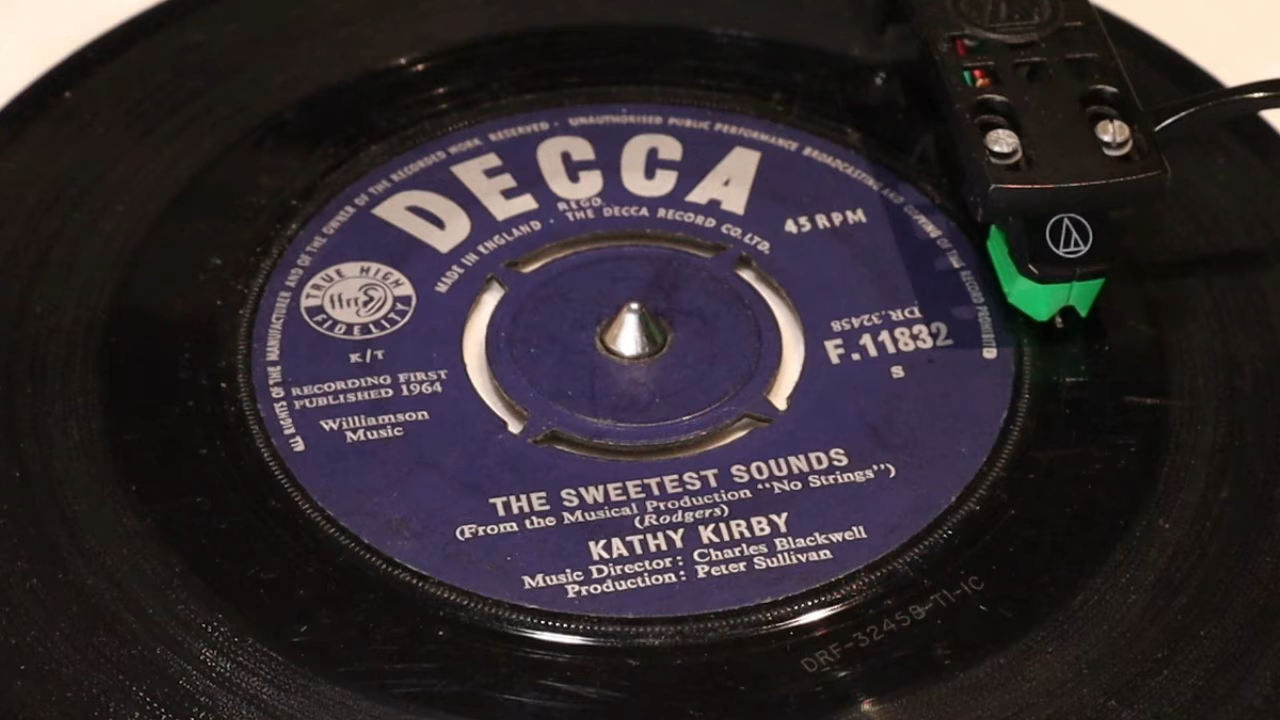 ALL RIGHTS OF THE MANUFACTURER AND OF THE OWNER OF THE RECORDED WORK RESERVED · UNAUTHORISED PUBLIC PERFORMANCE BROADCASTING AND COPYING OF THIS RECORD PROHIBITED
DECCA
REGD.
MADE IN ENGLAND · THE DECCA RECORD CO. LTD.
45 RPM
TRUE HIGH
ffrr
FIDELITY
K/T
RECORDING FIRST
PUBLISHED 1964
Williamson
Music
DR.32458
F.11832
S
THE SWEETEST SOUNDS
(From the Musical Production "No Strings")
(Rodgers)
KATHY KIRBY
Music Director: Charles Blackwell
Production: Peter Sullivan
DRF-32458-T1-1C